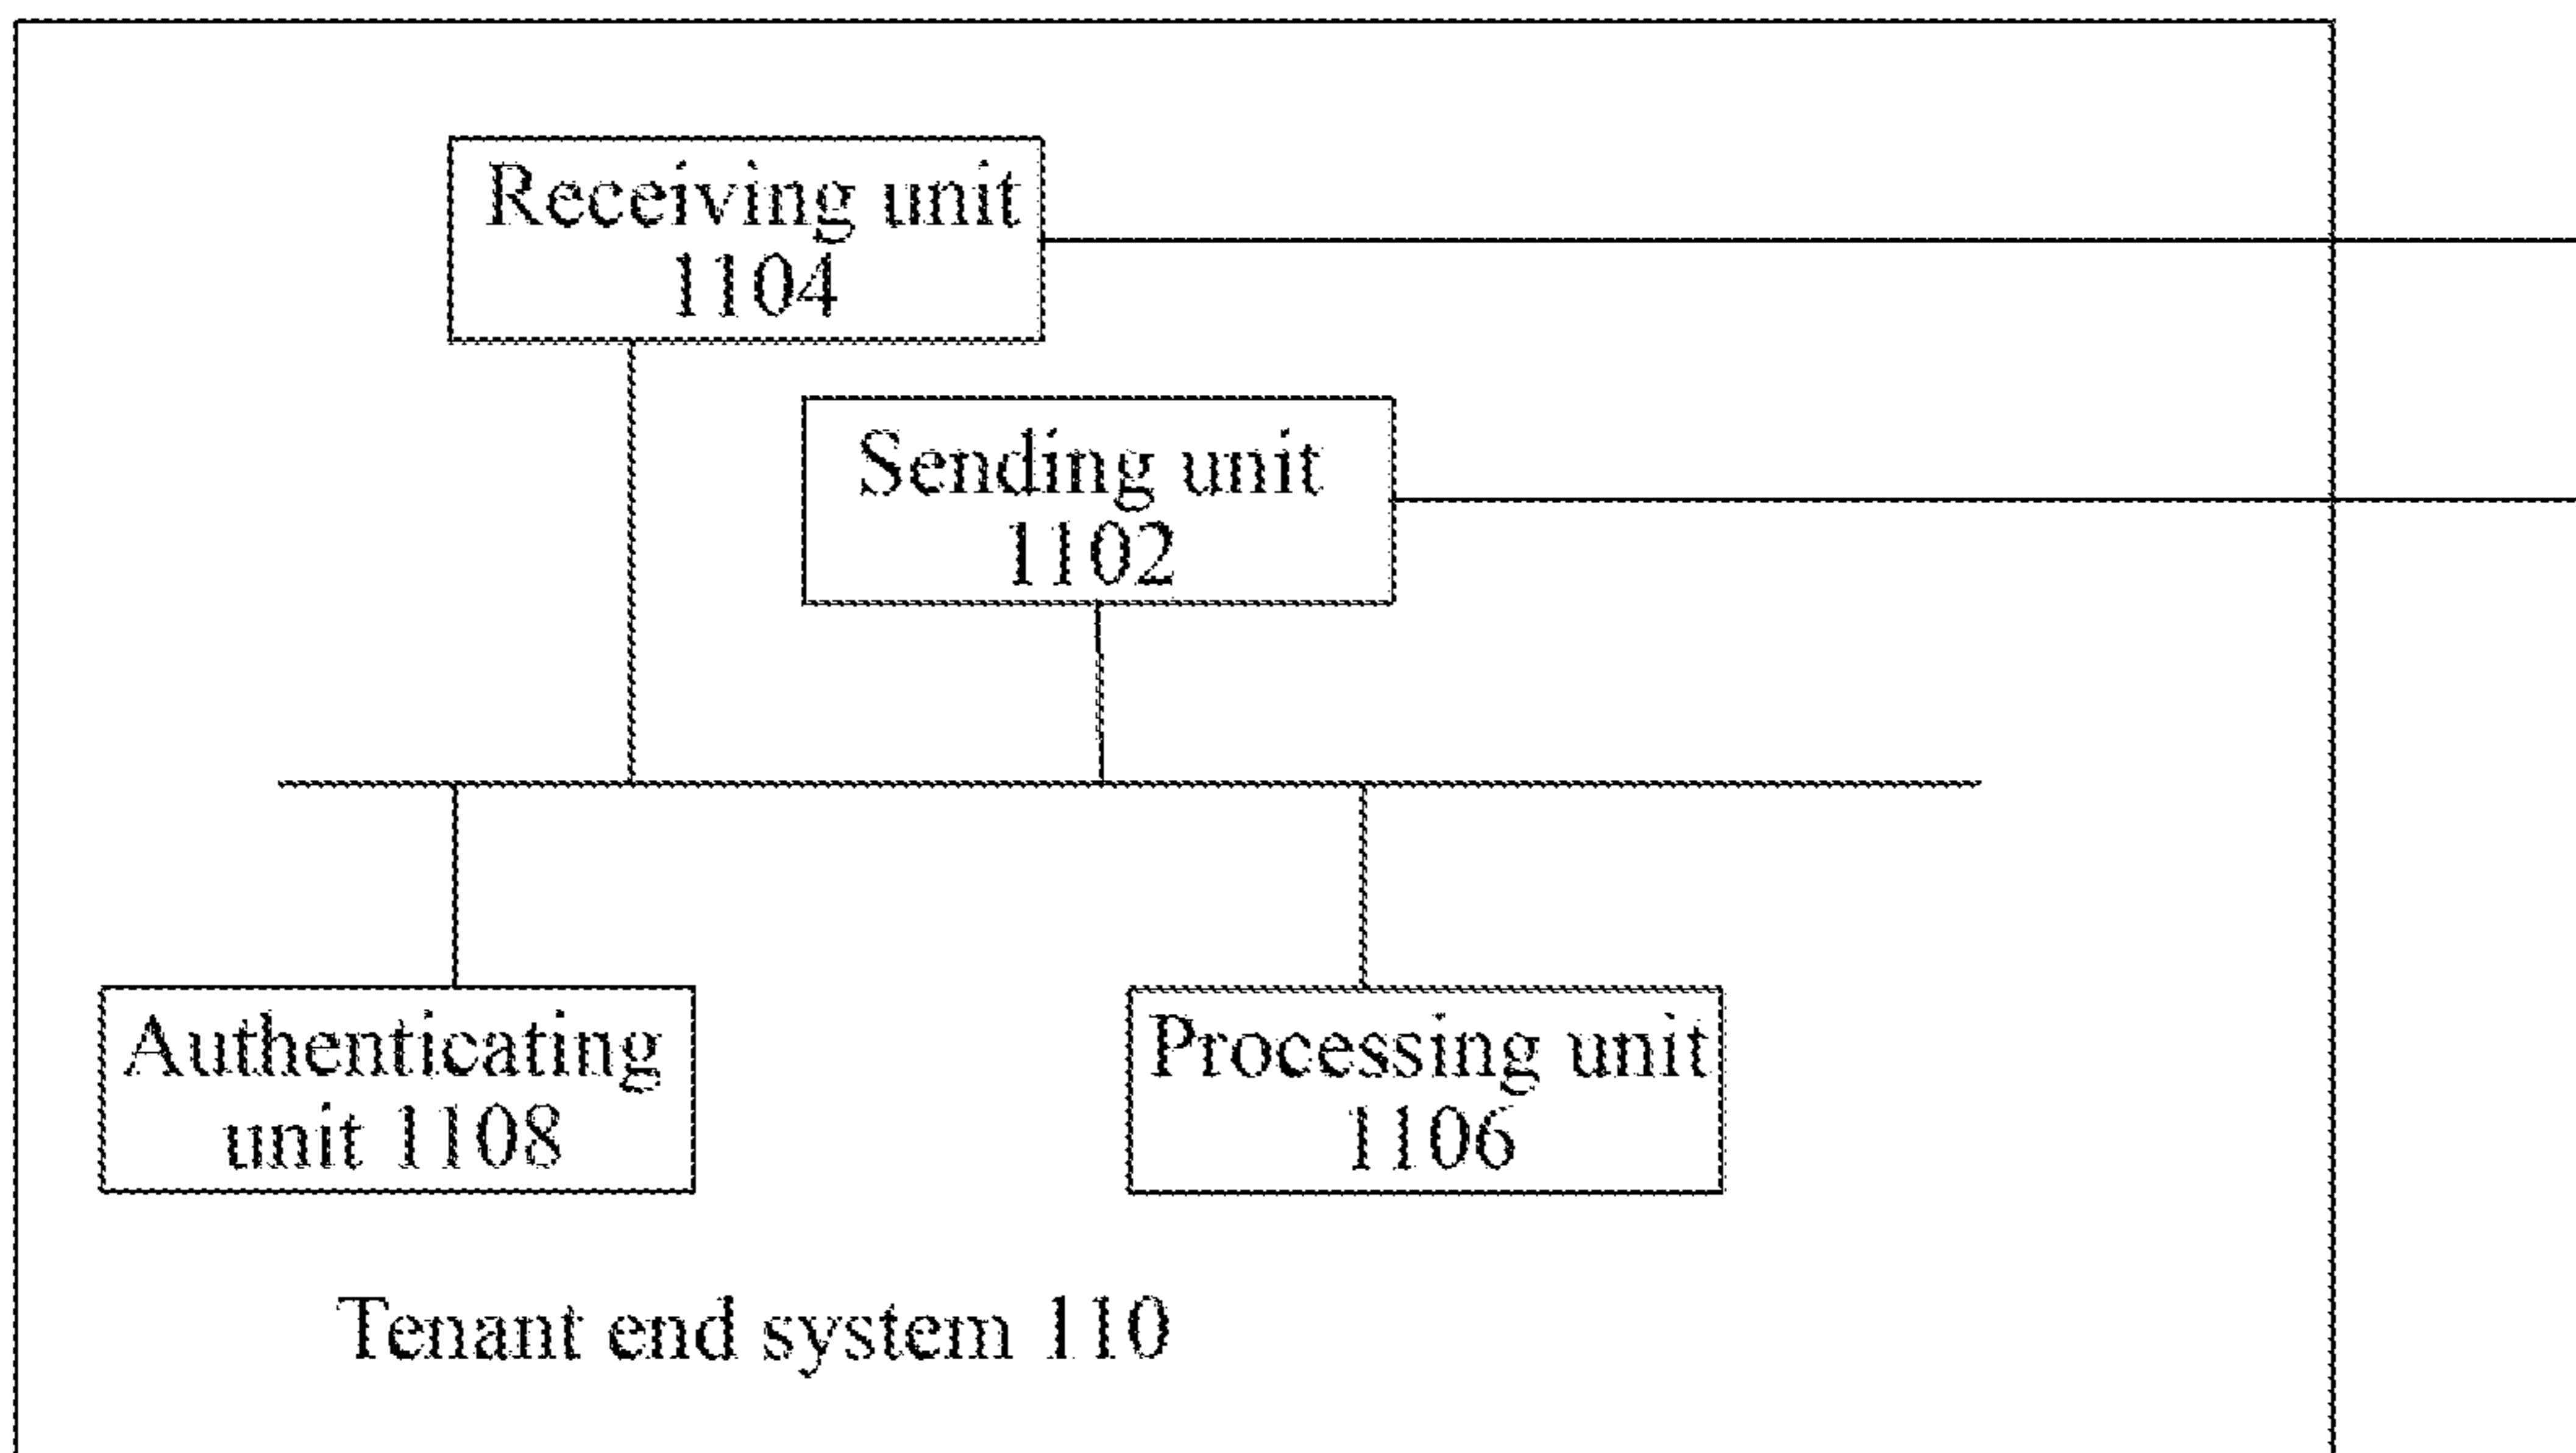 Receiving unit
1104
Sending unit
1102
Authenticating
unit 1108
Processing unit
1106
Tenant end system 110